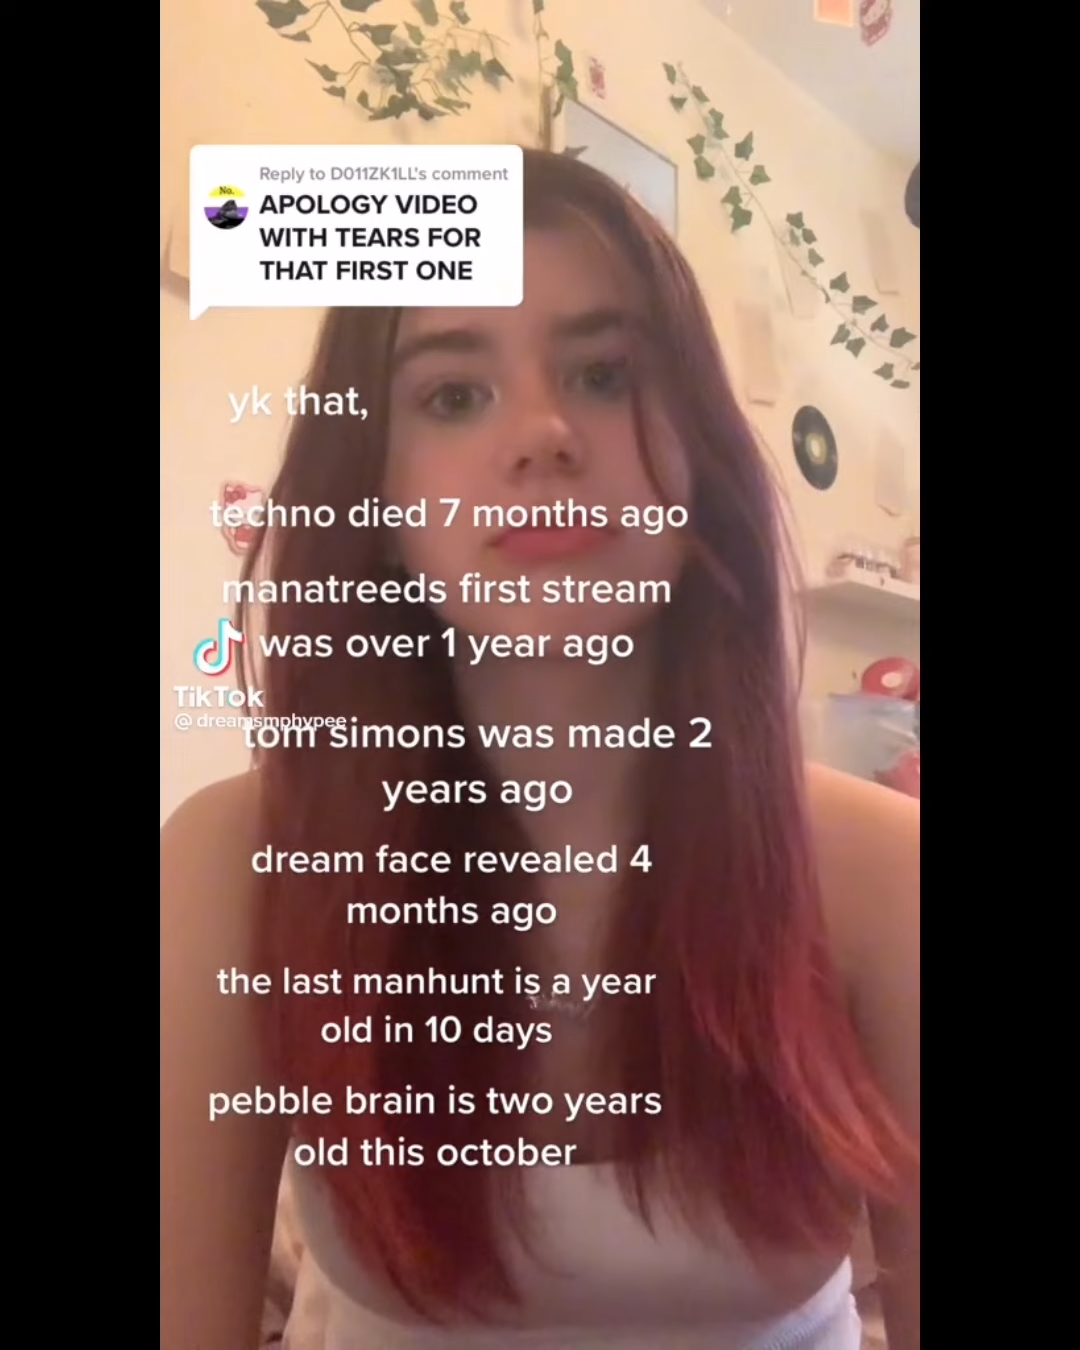 No.
Reply to D011ZK1LL's comment
APOLOGY VIDEO
WITH TEARS FOR
THAT FIRST ONE
yk that,
techno died 7 months ago
manatreeds first stream
was over 1 year ago
TikTok
@dreamsmphypee
tom simons was made 2
years ago
dream face revealed 4
months ago
the last manhunt is a year
old in 10 days
pebble brain is two years
old this october